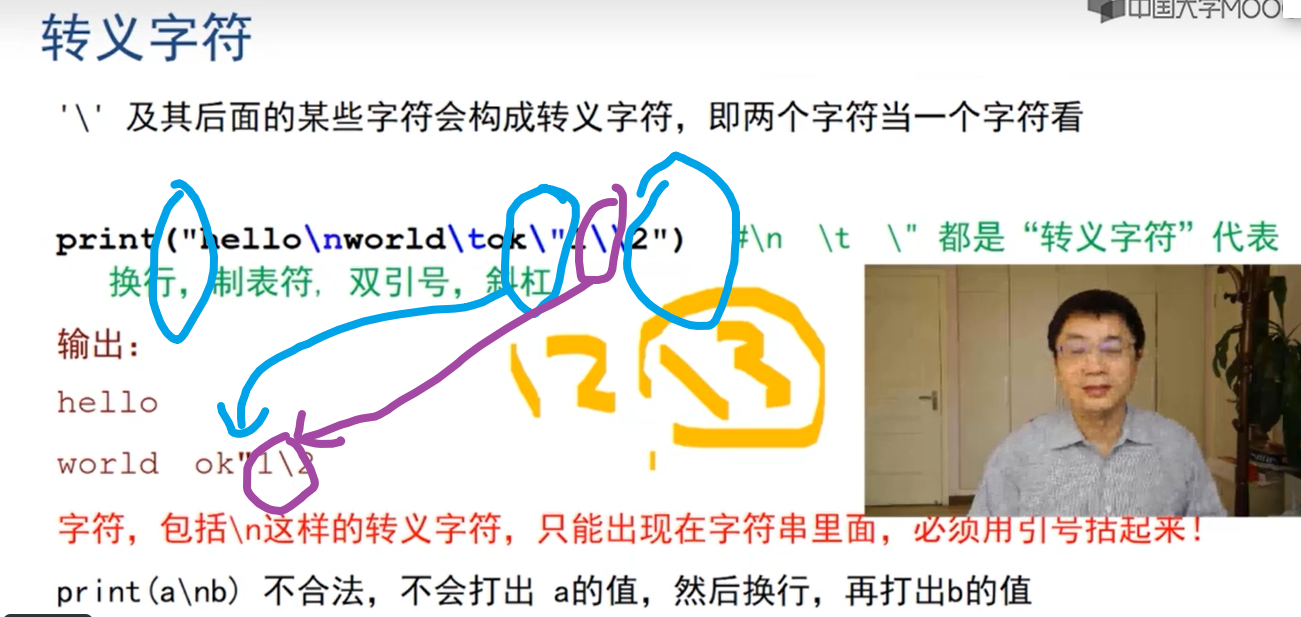 中国大学MOO
转义字符
'\' 及其后面的某些字符会构成转义字符，即两个字符当一个字符看
print("hello\nworld\tok\"1\\2") #\n \t \" 都是“转义字符”代表
换行，制表符，双引号，斜杠
输出：
hello
world ok"1\2
\2 \3
字符，包括\n这样的转义字符，只能出现在字符串里面，必须用引号括起来！
print(a\nb) 不合法，不会打出 a的值，然后换行，再打出b的值